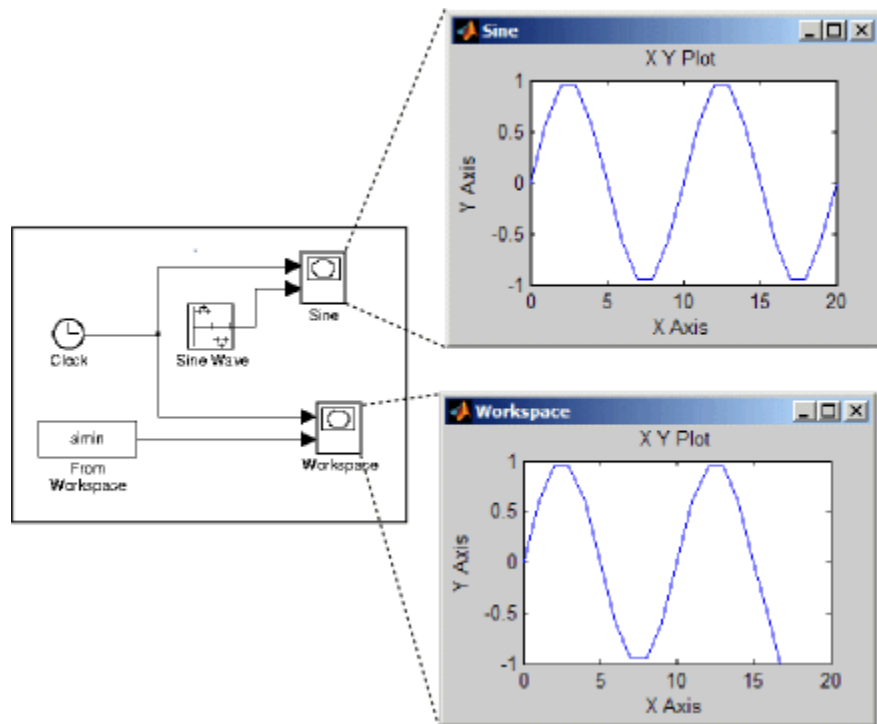 Sine
X Y Plot
1
0.5
0
-0.5
-1
0 5 10 15 20
Y Axis
X Axis
Sine
Clock
Sine Wave
simin
From
Workspace
Workspace
Workspace
X Y Plot
1
0.5
0
-0.5
-1
0 5 10 15 20
Y Axis
X Axis